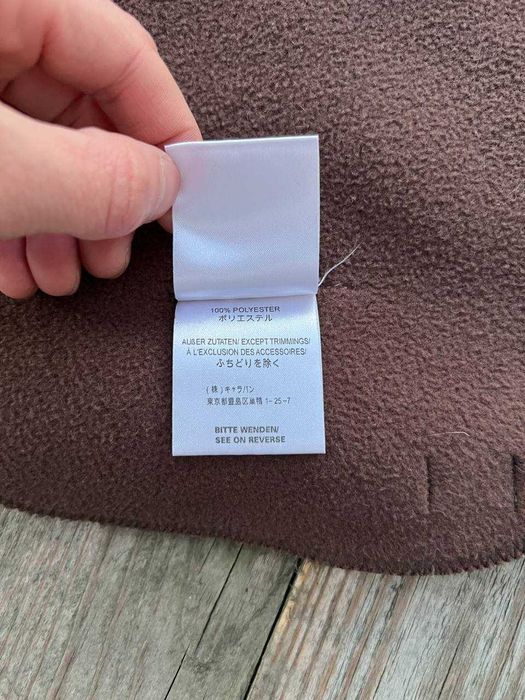 100% POLYESTER
ポリエステル
AUẞER ZUTATEN/ EXCEPT TRIMMINGS/
À L'EXCLUSION DES ACCESSOIRES/
ふちどりを除く
(株)キャラバン
東京都豊島区巣鴨1-25-7
BITTE WENDEN/
SEE ON REVERSE